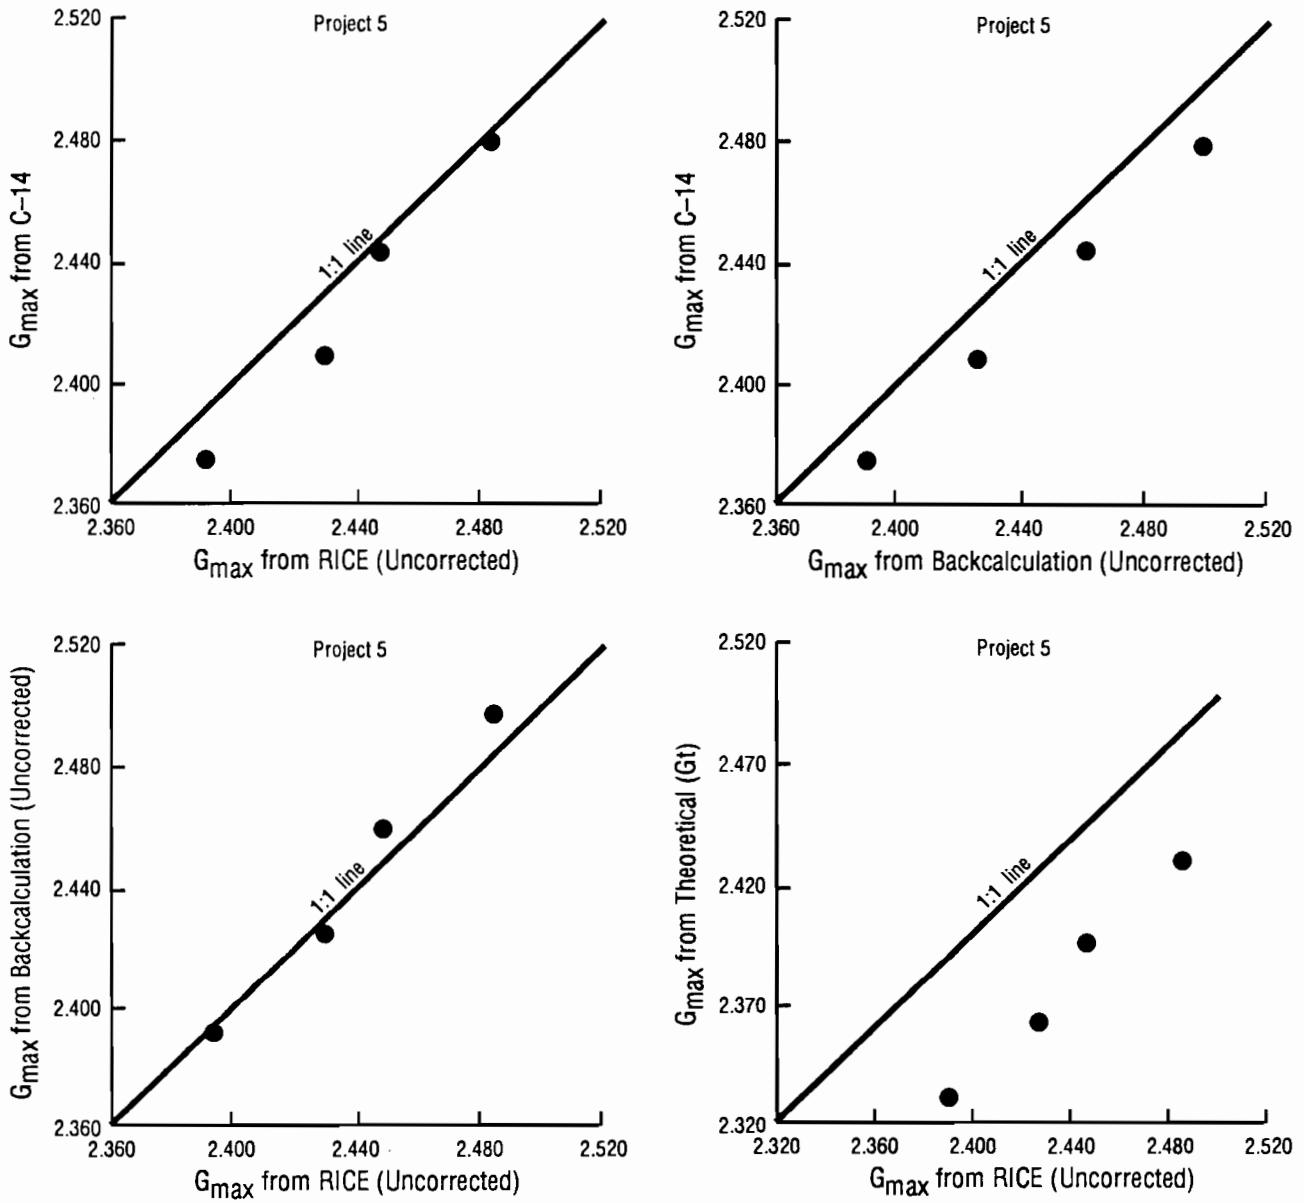 Project 5
2.520
2.480
2.440
2.400
2.360
Gmax from C-14
1:1 line
2.360 2.400 2.440 2.480 2.520
Gmax from RICE (Uncorrected)
Project 5
2.520
2.480
2.440
2.400
2.360
Gmax from C-14
1:1 line
2.360 2.400 2.440 2.480 2.520
Gmax from Backcalculation (Uncorrected)
Project 5
2.520
2.480
2.440
2.400
2.360
Gmax from Backcalculation (Uncorrected)
1:1 line
2.360 2.400 2.440 2.480 2.520
Gmax from RICE (Uncorrected)
Project 5
2.520
2.470
2.420
2.370
2.320
Gmax from Theoretical (Gt)
1:1 line
2.320 2.360 2.400 2.440 2.480 2.520
Gmax from RICE (Uncorrected)